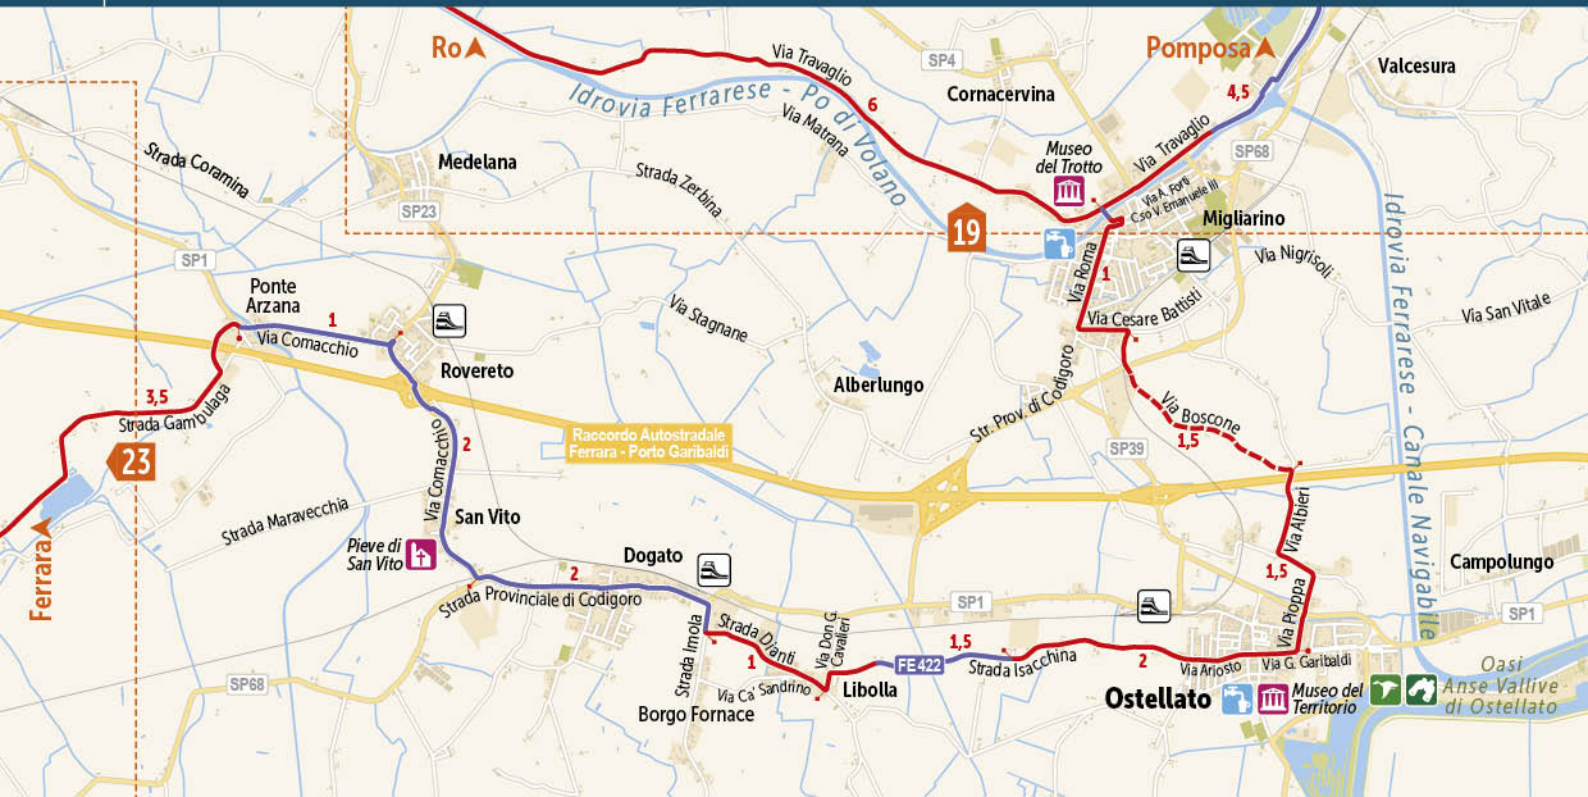 Ro
Via Travaglio
SP4
Pomposa
Valcesura
Cornacervina
4,5
6
Idrovia Ferrarese - Po di Volano
Via Matrana
Strada Coramina
Medelana
Museo
del Trotto
Via Travaglio
SP68
Strada Zerbina
Via A. Forti
C.so V. Emanuele III
SP23
Migliarino
19
SP1
Via Nigrisoli
Idrovia Ferrarese - Canale Navigabile
Ponte
Arzana
Via Roma
1
Via San Vitale
1
Via Comacchio
Via Stagnane
Via Cesare Battisti
Rovereto
Alberlungo
3,5
Strada Gambulaga
Str. Prov. di Codigoro
Via Boscone
1,5
23
Via Comacchio
2
Raccordo Autostradale
Ferrara - Porto Garibaldi
SP39
Strada Maravecchia
San Vito
Via Albieri
Pieve di
San Vito
Dogato
Campolungo
Ferrara
2
1,5
Strada Provinciale di Codigoro
SP1
SP1
Via Pioppa
Strada Imola
Strada Dianti
1
Via Don G.
Cavalieri
1,5
FE422
Strada Isacchina
2
Via Ariosto
Via G. Garibaldi
SP68
Via Ca' Sandrino
Libolla
Borgo Fornace
Ostellato
Museo del
Territorio
Oasi
Anse Vallive
di Ostellato